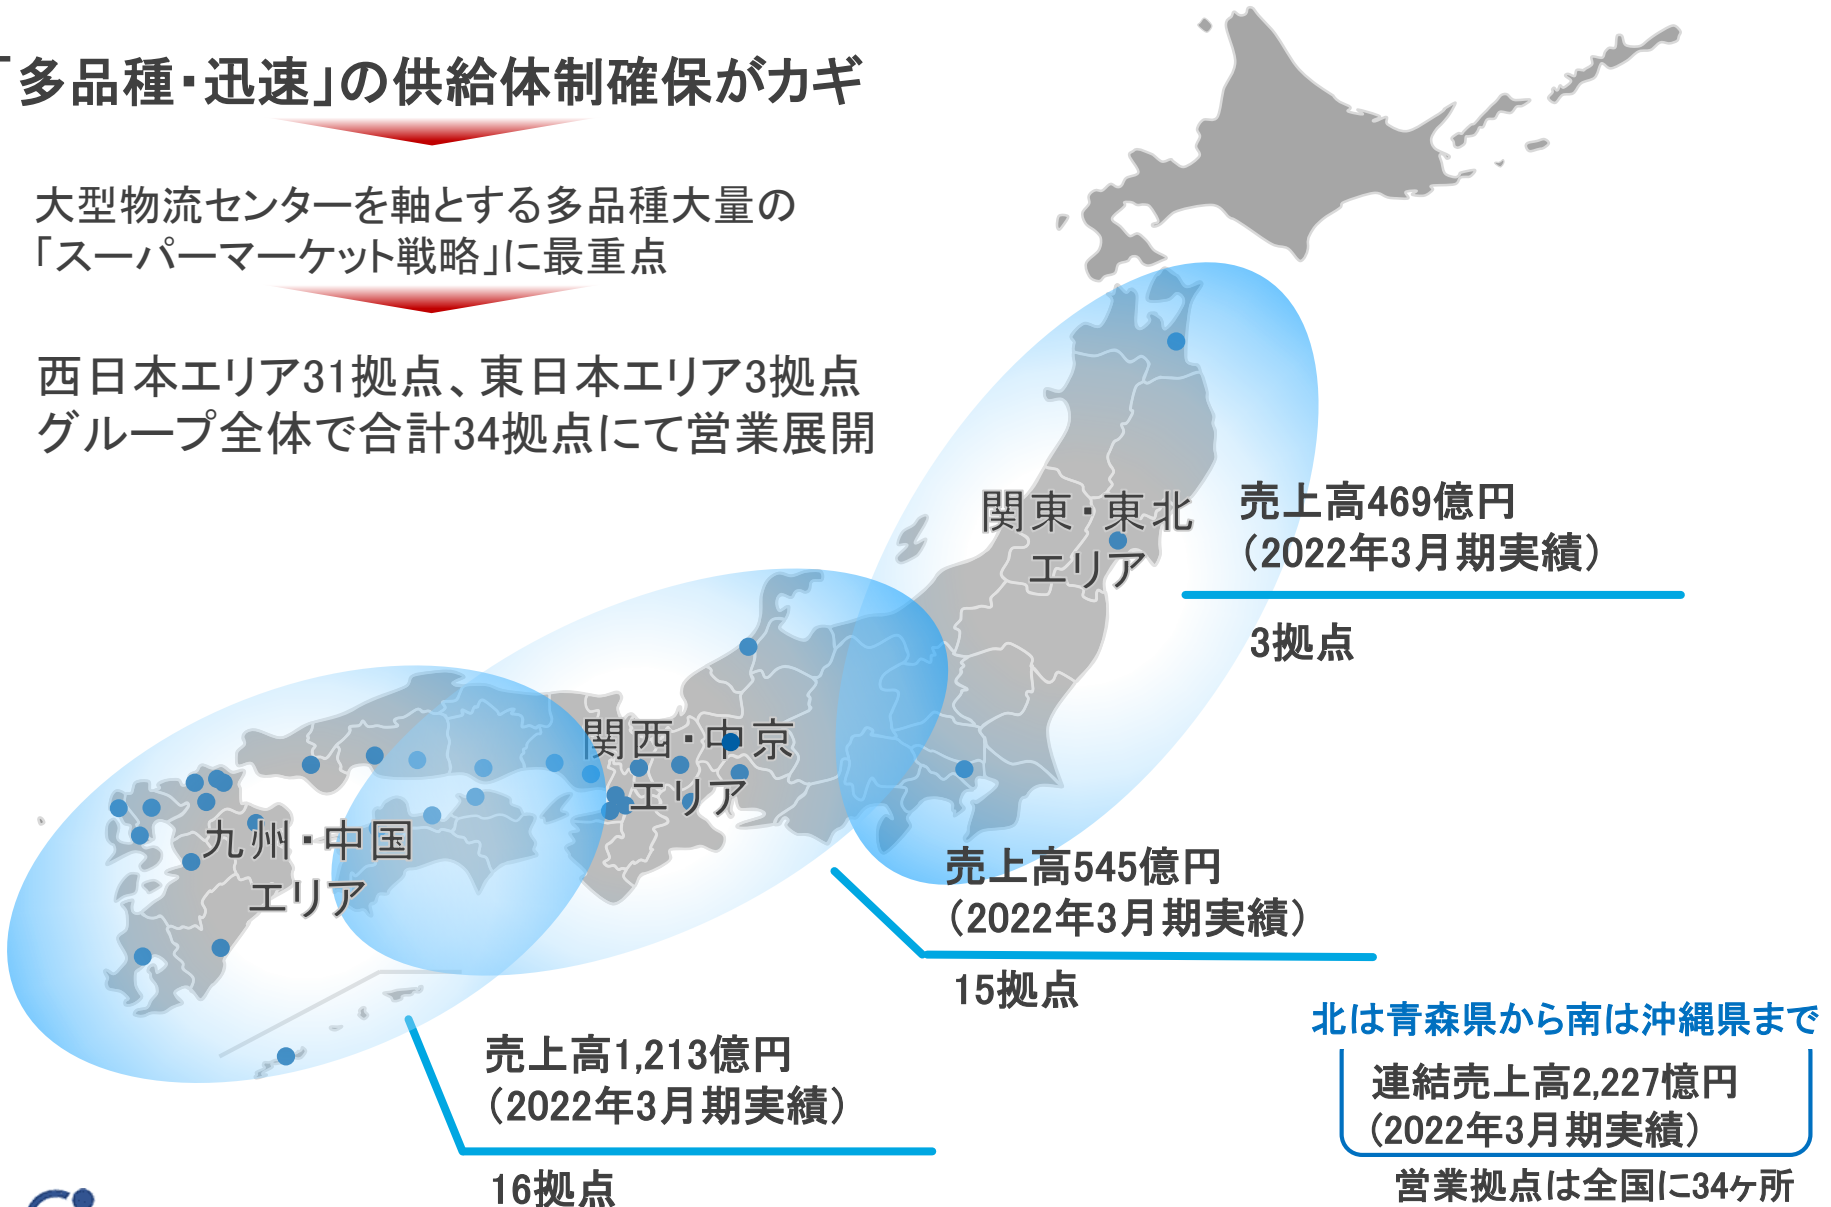 「多品種・迅速」の供給体制確保がカギ
大型物流センターを軸とする多品種大量の
「スーパーマーケット戦略」に最重点
西日本エリア31拠点、東日本エリア3拠点
グループ全体で合計34拠点にて営業展開
関東・東北
エリア
売上高469億円
（2022年3月期実績）
3拠点
関西・中京
エリア
売上高545億円
（2022年3月期実績）
15拠点
九州・中国
エリア
売上高1,213億円
（2022年3月期実績）
16拠点
北は青森県から南は沖縄県まで
連結売上高2,227憶円
（2022年3月期実績）
営業拠点は全国に34ヶ所